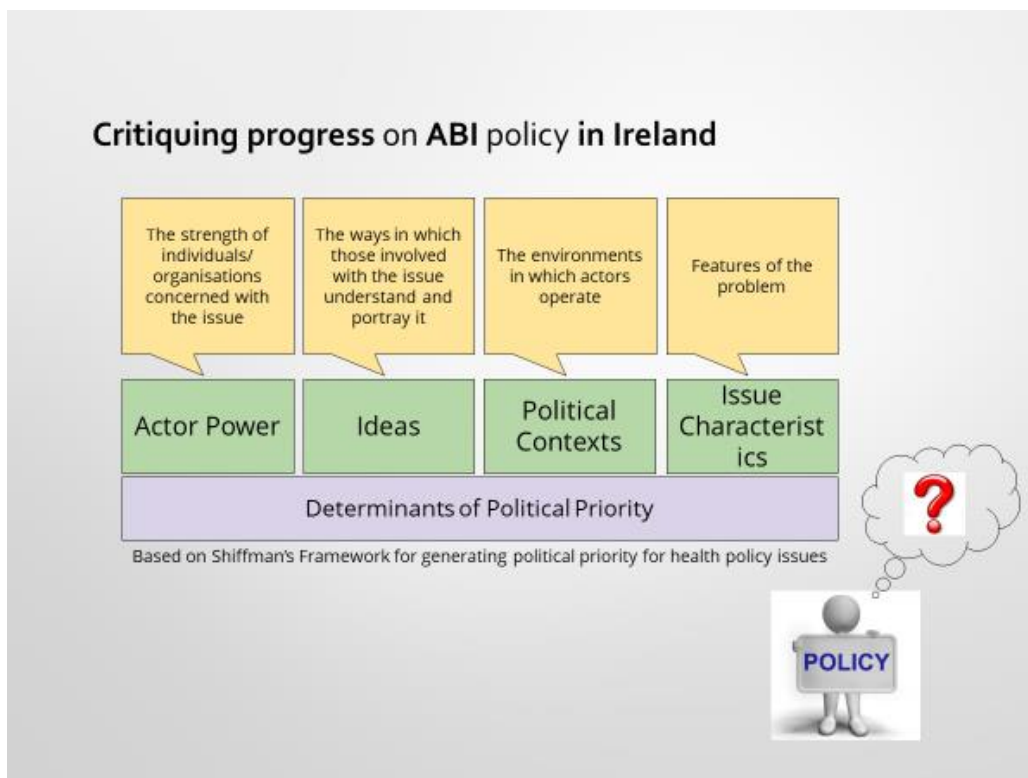 Critiquing progress on ABI policy in Ireland
The strength of
individuals/
organisations
concerned with
the issue
The ways in which
those involved
with the issue
understand and
portray it
The environments
in which actors
operate
Features of the
problem
Actor Power
Ideas
Political
Contexts
Issue
Characterist
ics
Determinants of Political Priority
Based on Shiffman's Framework for generating political priority for health policy issues
?
POLICY